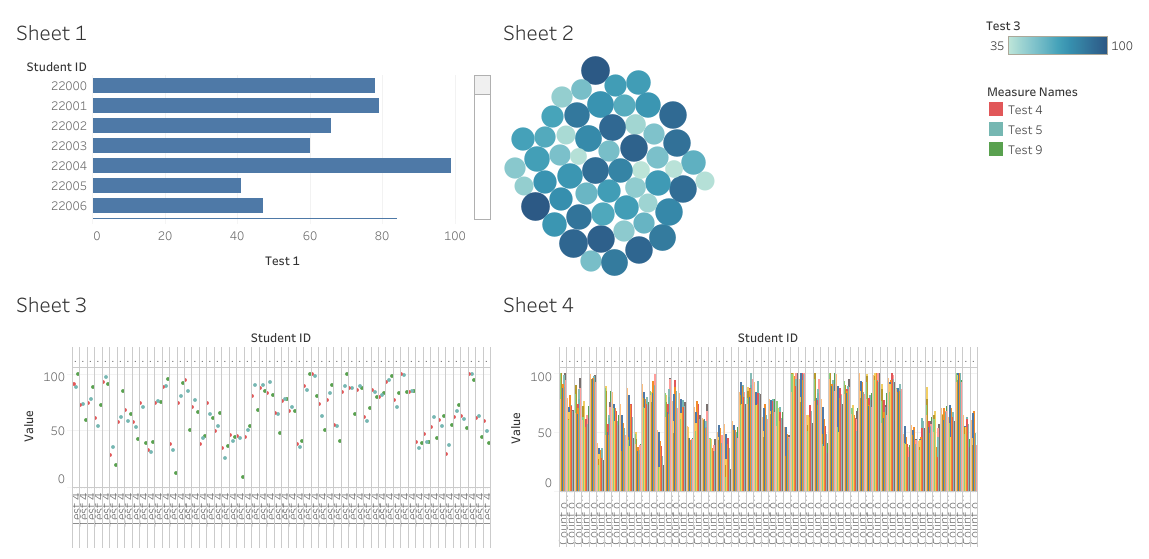 Sheet 1
Student ID
22000
22001
22002
22003
22004
22005
22006
0 20 40 60 80 100
Test 1
Sheet 2
Test 3
35 100
Measure Names
Test 4
Test 5
Test 9
Sheet 3
Student ID
Value
100
50
0
Sheet 4
Student ID
Value
100
50
0